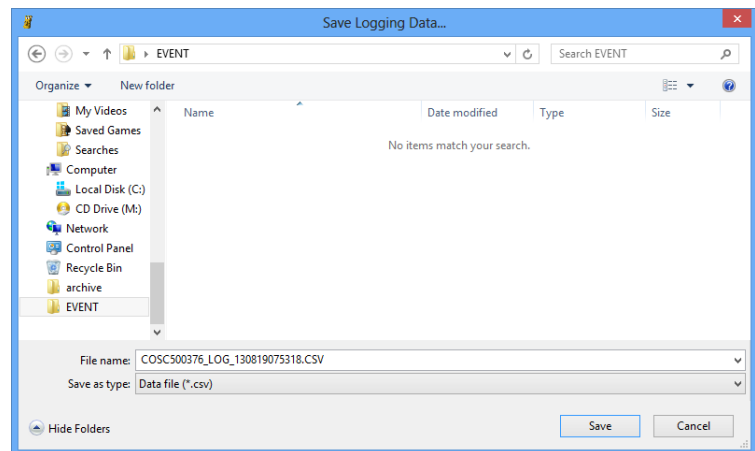 Save Logging Data...
EVENT
Search EVENT
Organize
New folder
Name Date modified Type Size
No items match your search.
My Videos
Saved Games
Searches
Computer
Local Disk (C:)
CD Drive (M:)
Network
Control Panel
Recycle Bin
archive
EVENT
File name: COSC500376_LOG_130819075318.CSV
Save as type: Data file (*.csv)
Hide Folders
Save
Cancel